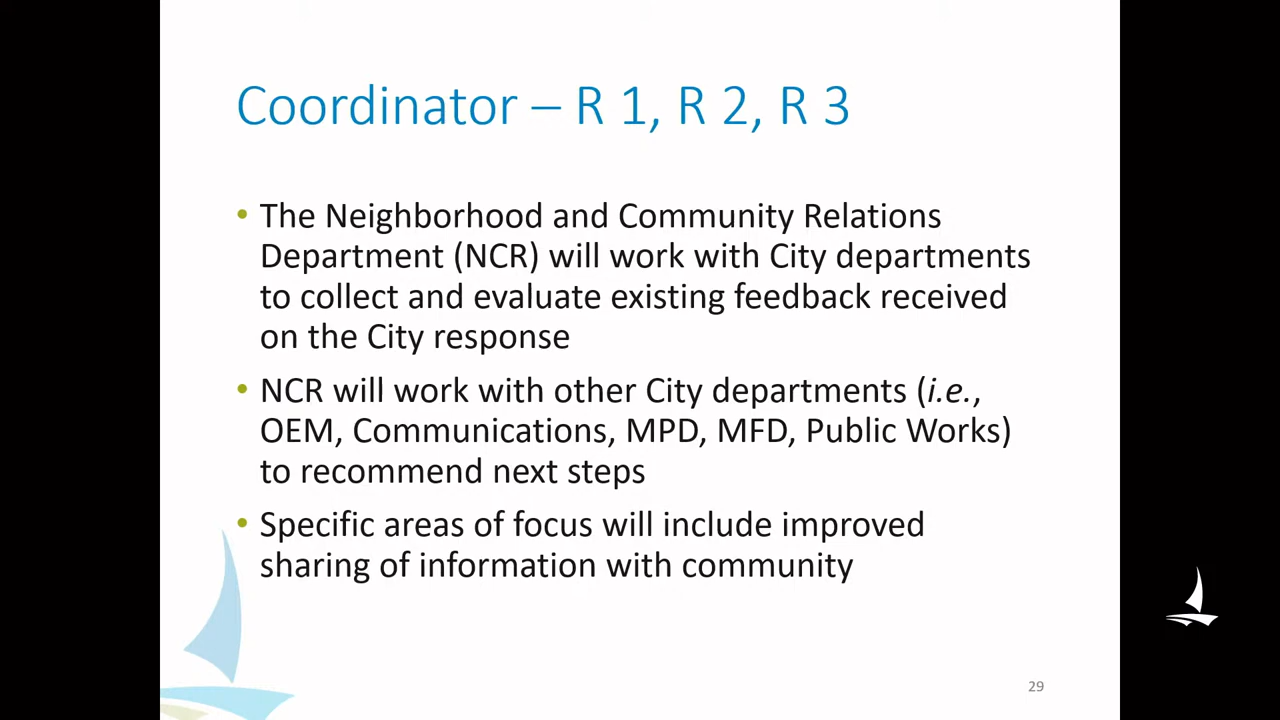 Coordinator – R 1, R 2, R 3
• The Neighborhood and Community Relations
Department (NCR) will work with City departments
to collect and evaluate existing feedback received
on the City response
• NCR will work with other City departments (i.e.,
OEM, Communications, MPD, MFD, Public Works)
to recommend next steps
• Specific areas of focus will include improved
sharing of information with community
29